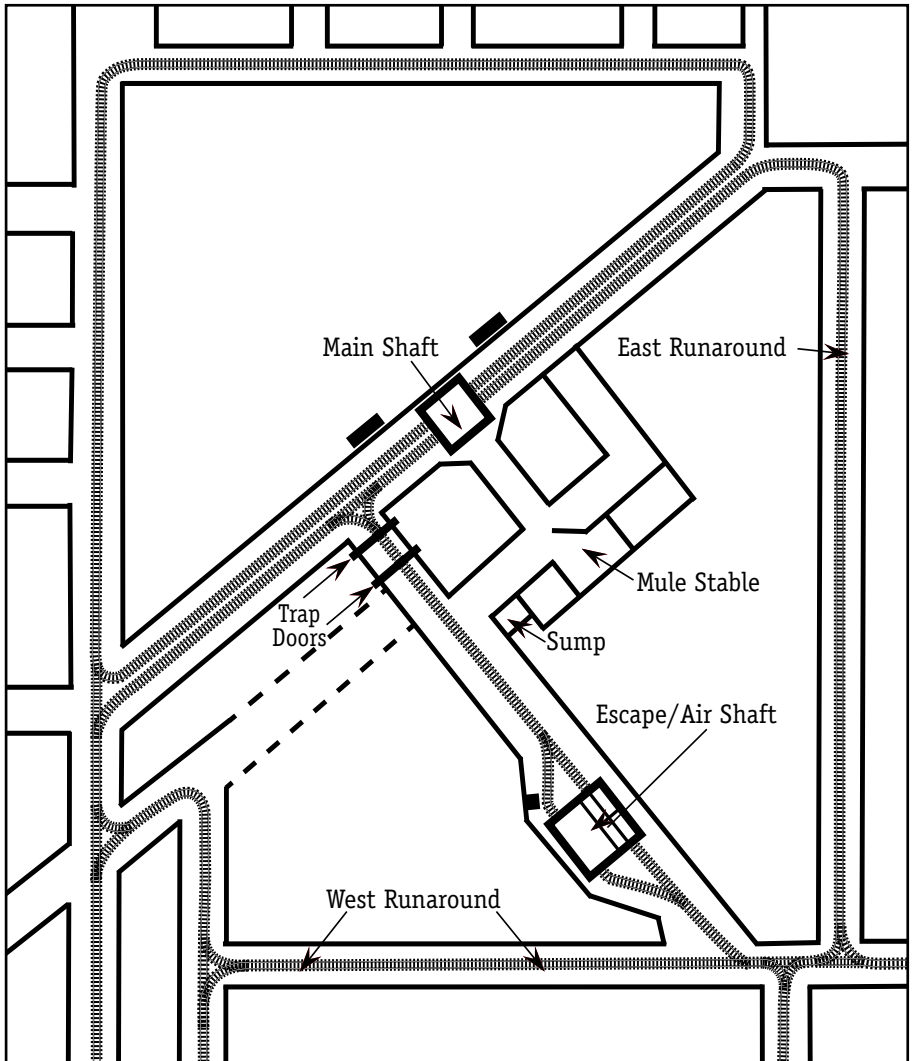 Main Shaft
East Runaround
Mule Stable
Trap
Doors
Sump
Escape/Air Shaft
West Runaround